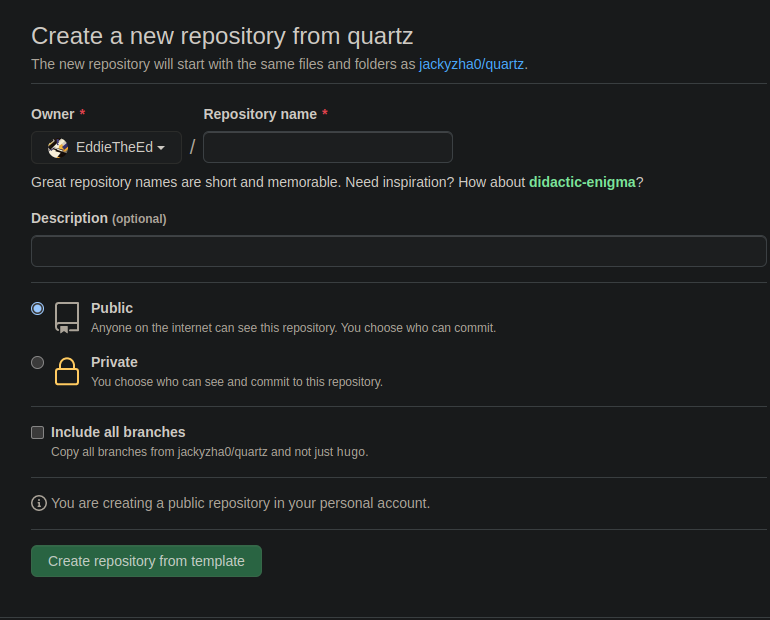 Create a new repository from quartz
The new repository will start with the same files and folders as jackyzha0/quartz.
Owner * Repository name *
EddieTheEd /
Great repository names are short and memorable. Need inspiration? How about didactic-enigma?
Description (optional)
Public
Anyone on the internet can see this repository. You choose who can commit.
Private
You choose who can see and commit to this repository.
Include all branches
Copy all branches from jackyzha0/quartz and not just hugo.
You are creating a public repository in your personal account.
Create repository from template